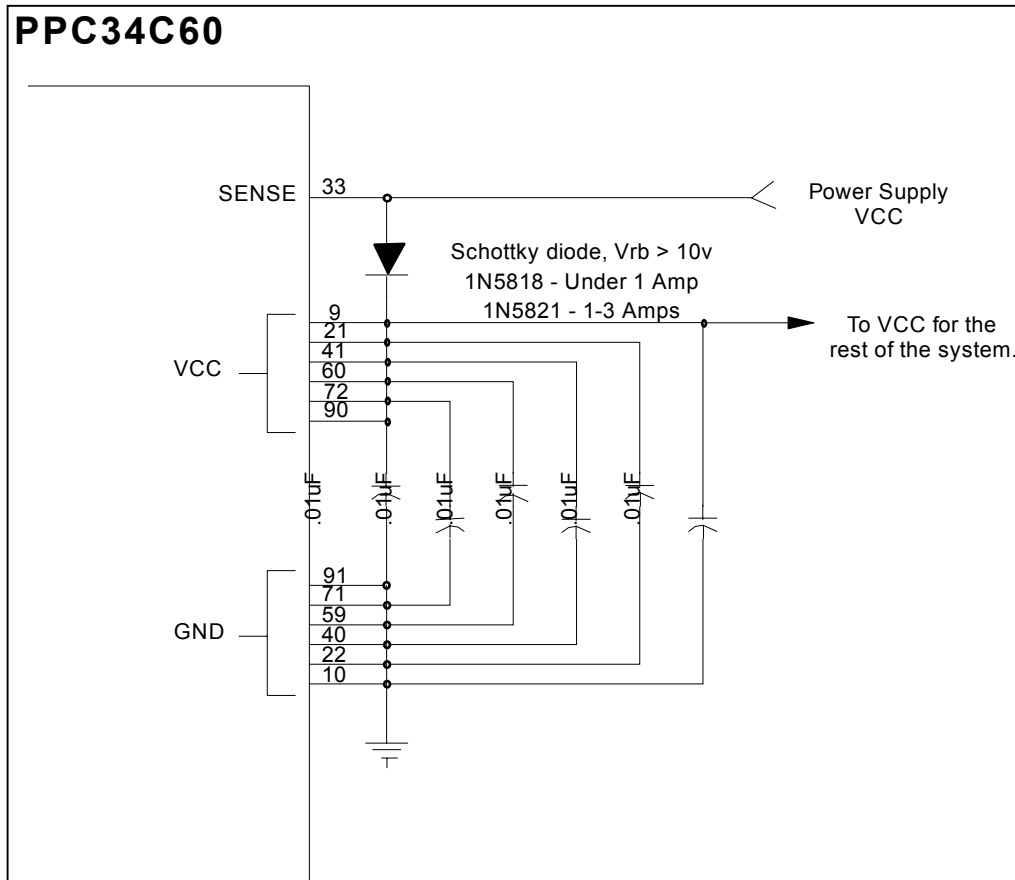 PPC34C60
SENSE
33
Power Supply
VCC
Schottky diode, Vrb > 10v
1N5818 - Under 1 Amp
1N5821 - 1-3 Amps
To VCC for the
rest of the system.
VCC
9
21
41
60
72
90
.01uF
.01uF
.01uF
.01uF
.01uF
.01uF
GND
91
71
59
40
22
10